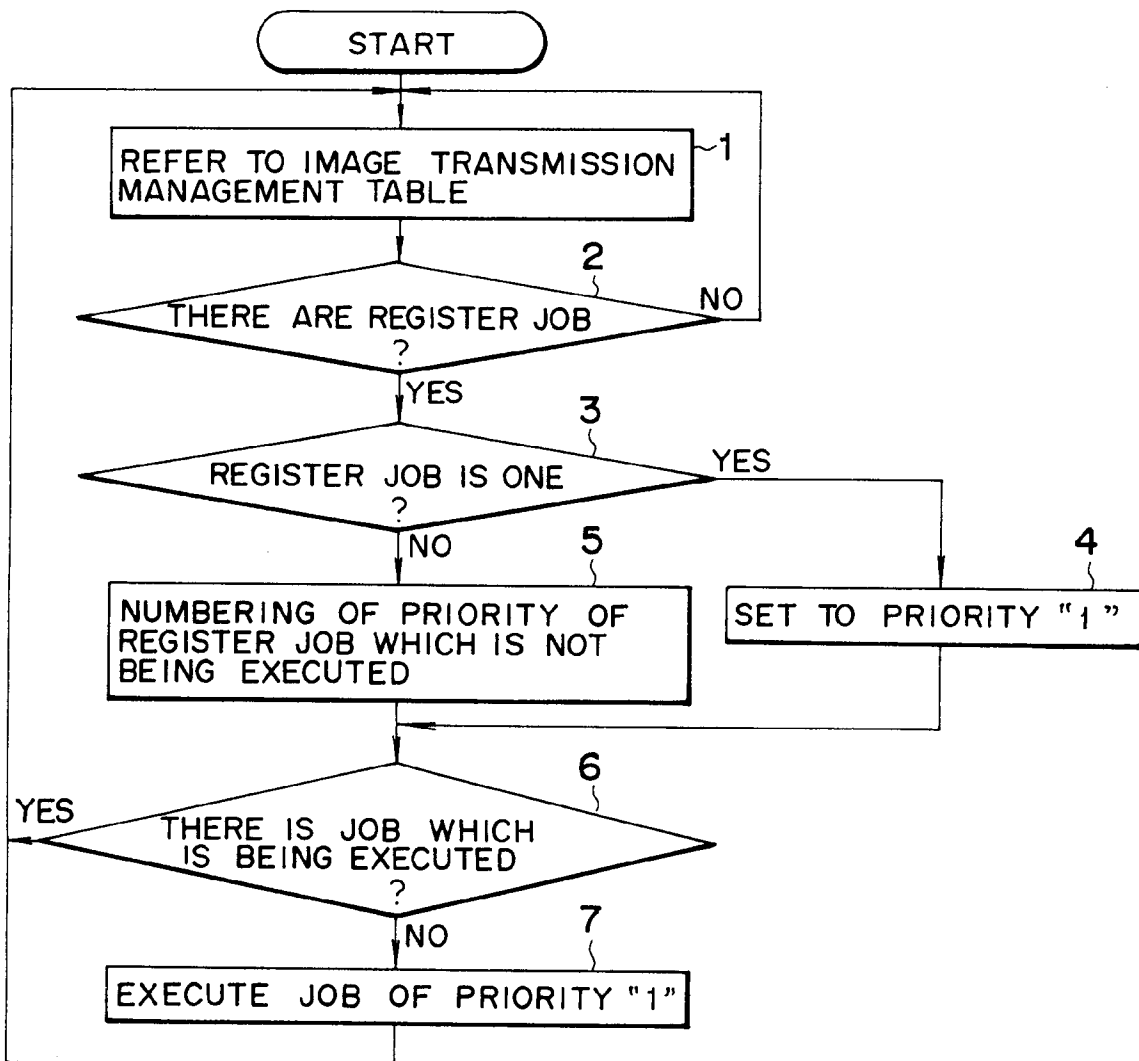 START
1
REFER TO IMAGE TRANSMISSION
MANAGEMENT TABLE
2
NO
THERE ARE REGISTER JOB
?
YES
3
YES
REGISTER JOB IS ONE
?
NO
5
4
NUMBERING OF PRIORITY OF
REGISTER JOB WHICH IS NOT
BEING EXECUTED
SET TO PRIORITY "1"
6
YES
THERE IS JOB WHICH
IS BEING EXECUTED
?
NO
7
EXECUTE JOB OF PRIORITY "1"